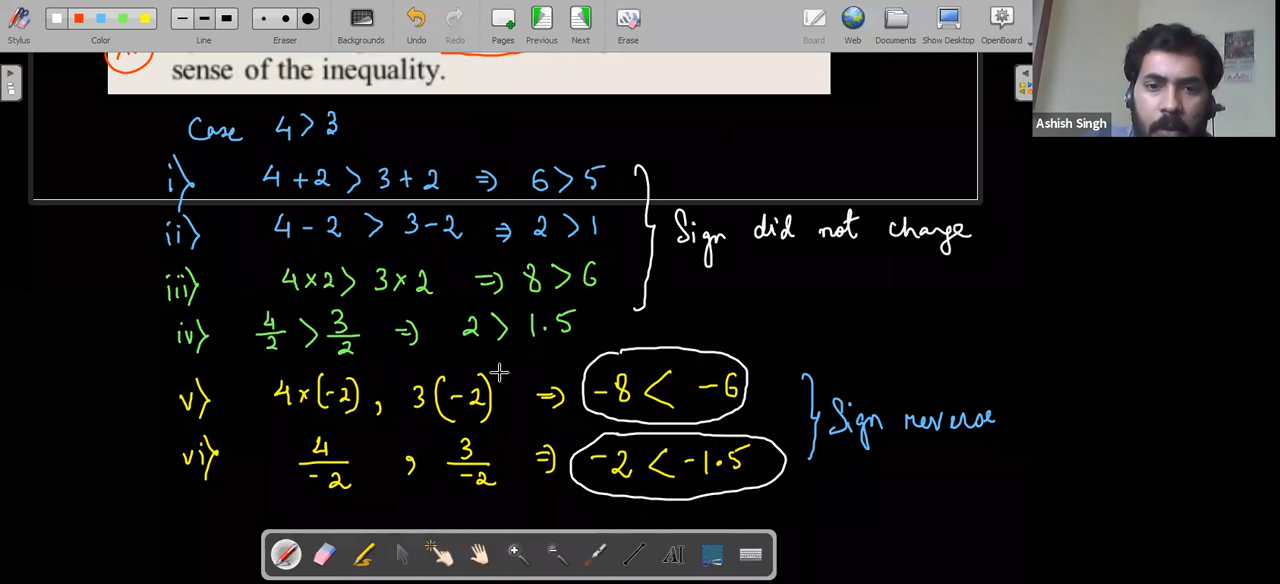 Stylus
Color
Line
Eraser
Backgrounds
Undo
Redo
Pages
Previous
Next
Erase
Board
Web
Documents
Show Desktop
OpenBoard
sense of the inequality.
Ashish Singh
Case 4 > 3
i) 4 + 2 > 3 + 2 ⇒ 6 > 5
ii) 4 - 2 > 3 - 2 ⇒ 2 > 1
Sign did not change
iii) 4 × 2 > 3 × 2 ⇒ 8 > 6
iv) 4/2 > 3/2 ⇒ 2 > 1.5
v) 4 × (-2) , 3 (-2) ⇒ -8 < -6
Sign reverse
vi) 4/-2 , 3/-2 ⇒ -2 < -1.5
AI